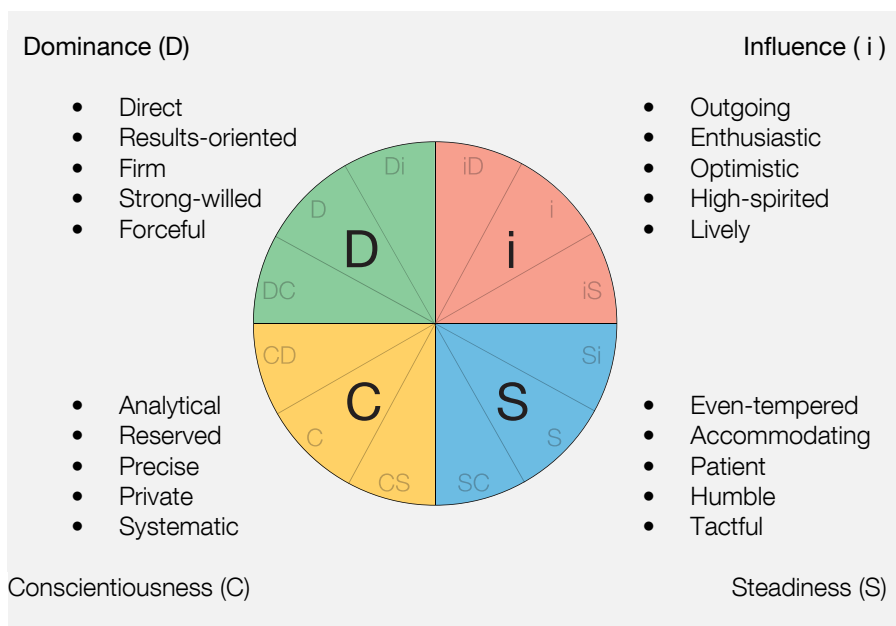 Dominance (D)
Influence ( i )
• Direct
• Results-oriented
• Firm
• Strong-willed
• Forceful
• Outgoing
• Enthusiastic
• Optimistic
• High-spirited
• Lively
Di
iD
D
i
D
i
DC
iS
CD
Si
C
S
C
S
CS
SC
• Analytical
• Reserved
• Precise
• Private
• Systematic
• Even-tempered
• Accommodating
• Patient
• Humble
• Tactful
Conscientiousness (C)
Steadiness (S)